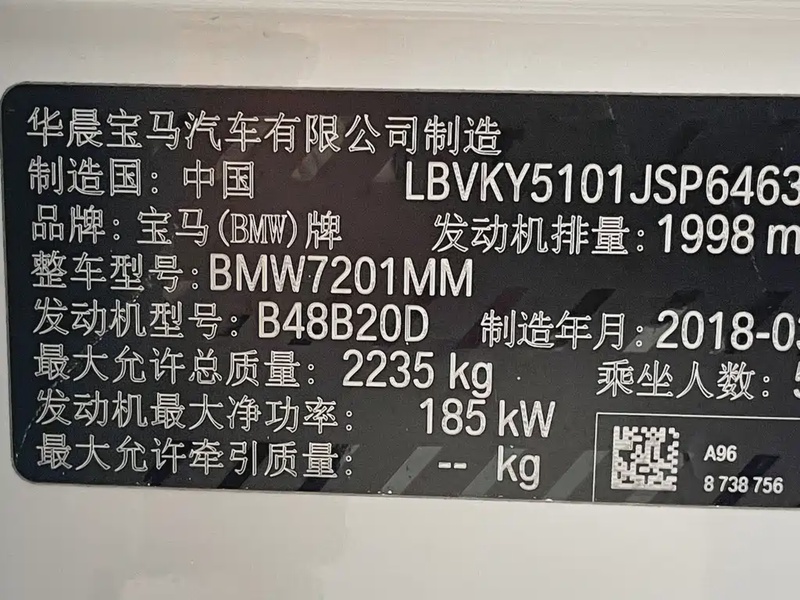 华晨宝马汽车有限公司制造
制造国: 中国 LBVKY5101JSP6463
品牌: 宝马(BMW)牌 发动机排量: 1998 m
整车型号: BMW7201MM
发动机型号: B48B20D 制造年月: 2018-0
最大允许总质量: 2235 kg 乘坐人数: 5
发动机最大净功率: 185 kW
最大允许牵引质量: -- kg
A96
8 738 756